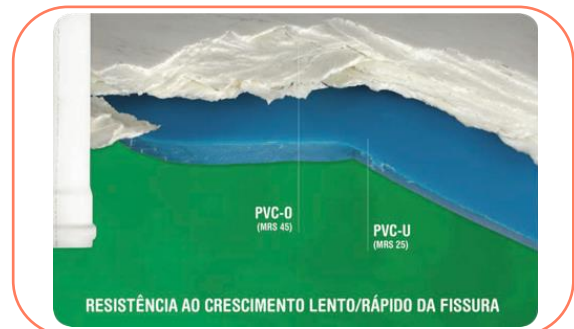 PVC-O
(MRS 45)
PVC-U
(MRS 25)
RESISTÊNCIA AO CRESCIMENTO LENTO/RÁPIDO DA FISSURA